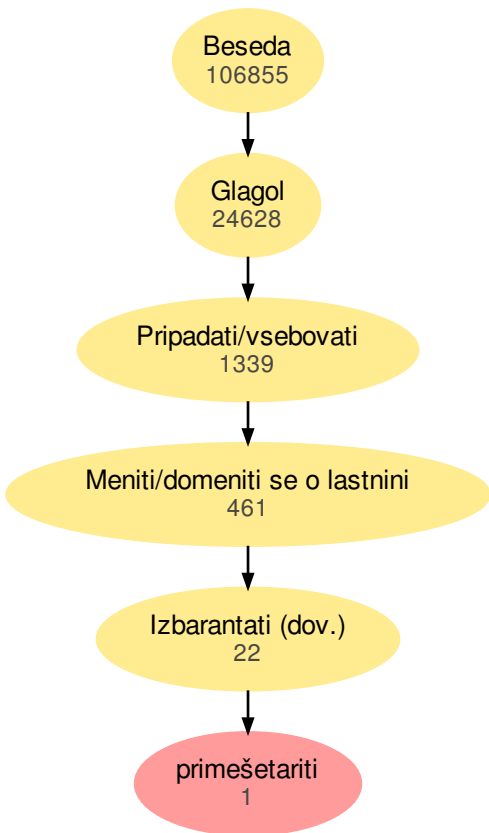 Beseda
106855
Glagol
24628
Pripadati/vsebovati
1339
Meniti/domeniti se o lastnini
461
Izbarantati (dov.)
22
primešetariti
1